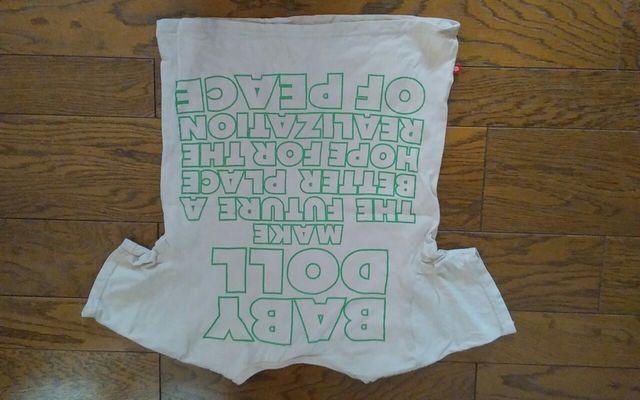 BABY
DOLL
MAKE
THE FUTURE A
BETTER PLACE
HOPE FOR THE
REALIZATION
OF PEACE